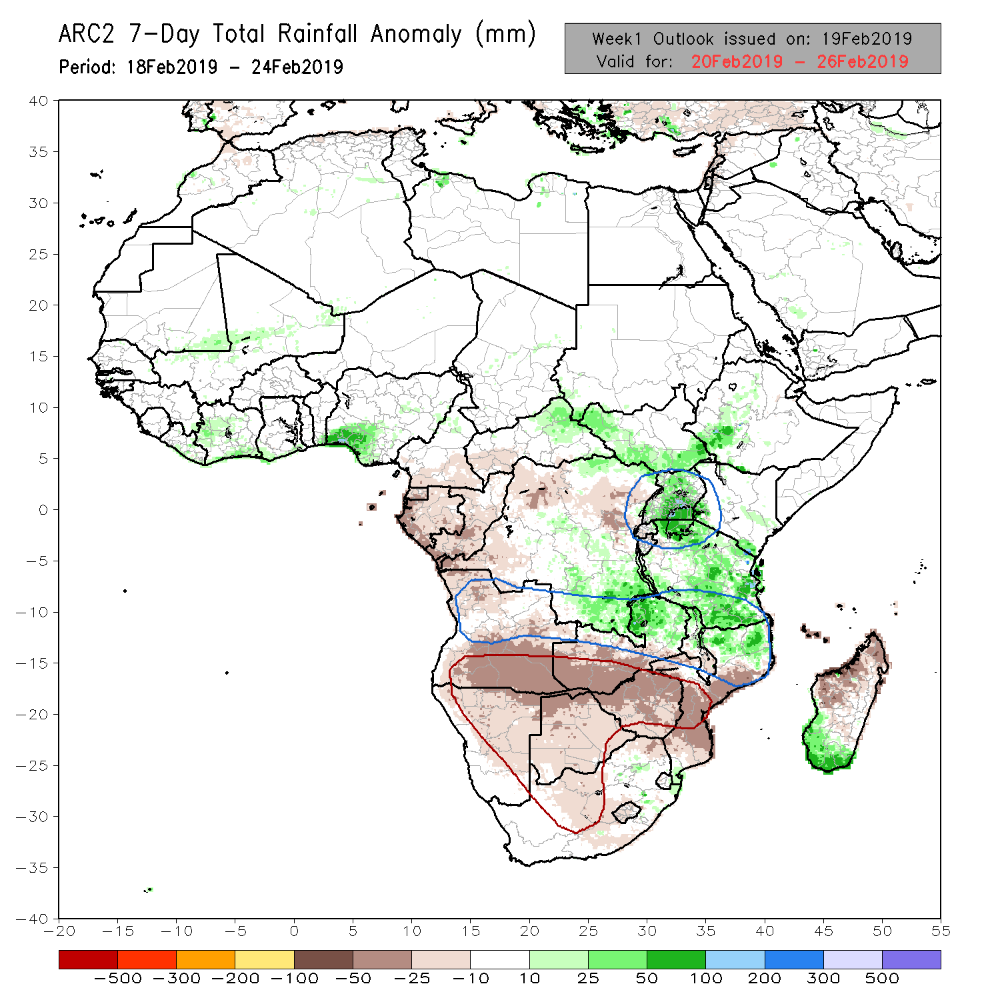 ARC2 7-Day Total Rainfall Anomaly (mm)
Period: 18Feb2019 - 24Feb2019
Week1 Outlook issued on: 19Feb2019
Valid for: 20Feb2019 - 26Feb2019
40
35
30
25
20
15
10
5
0
-5
-10
-15
-20
-25
-30
-35
-40
-20 -15 -10 -5 0 5 10 15 20 25 30 35 40 45 50 55
-500 -300 -200 -100 -50 -25 -10 10 25 50 100 200 300 500